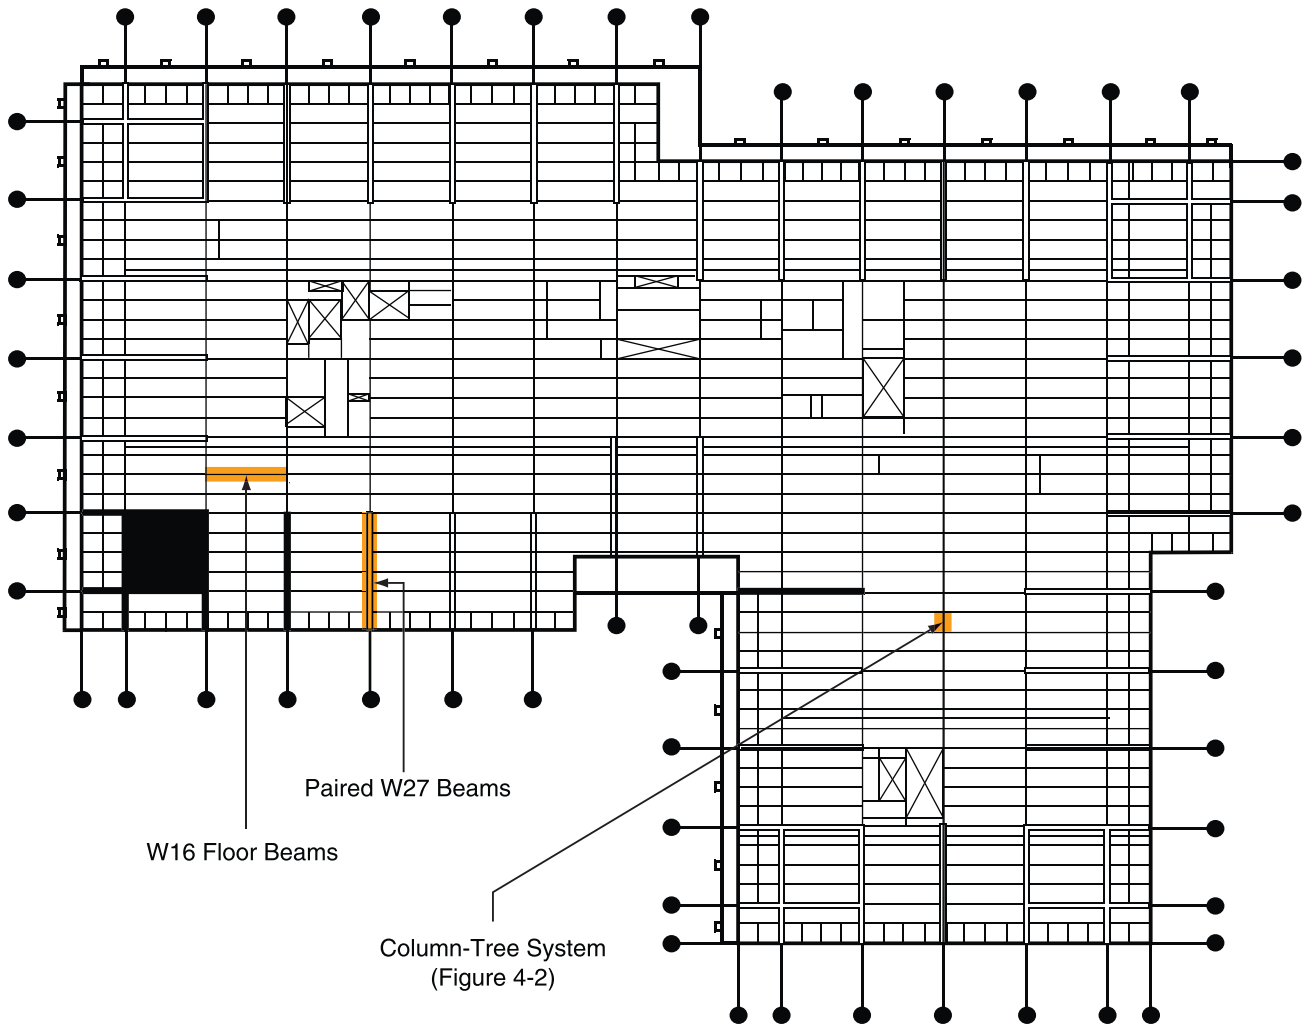 Paired W27 Beams
W16 Floor Beams
Column-Tree System
(Figure 4-2)